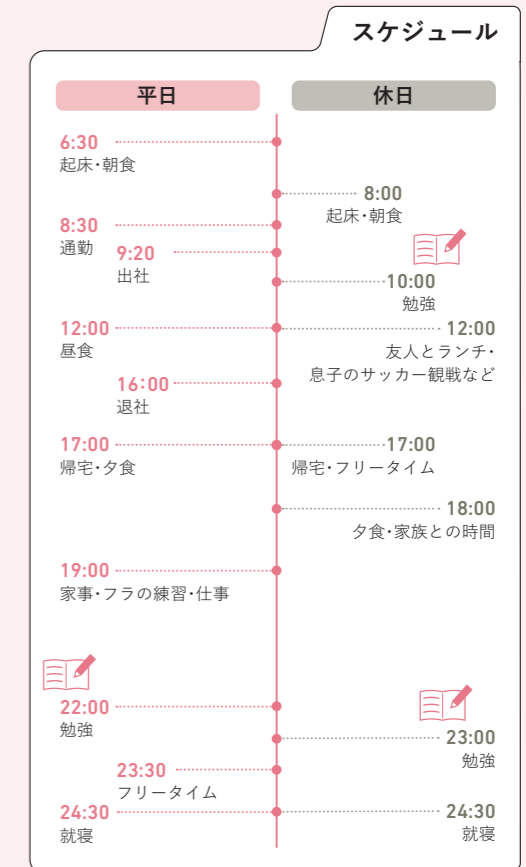 スケジュール
平日
6:30
起床・朝食
8:30
通勤
9:20
出社
12:00
昼食
16:00
退社
17:00
帰宅・夕食
19:00
家事・フラの練習・仕事
22:00
勉強
23:30
フリータイム
24:30
就寝
休日
8:00
起床・朝食
10:00
勉強
12:00
友人とランチ・
息子のサッカー観戦など
17:00
帰宅・フリータイム
18:00
夕食・家族との時間
23:00
勉強
24:30
就寝